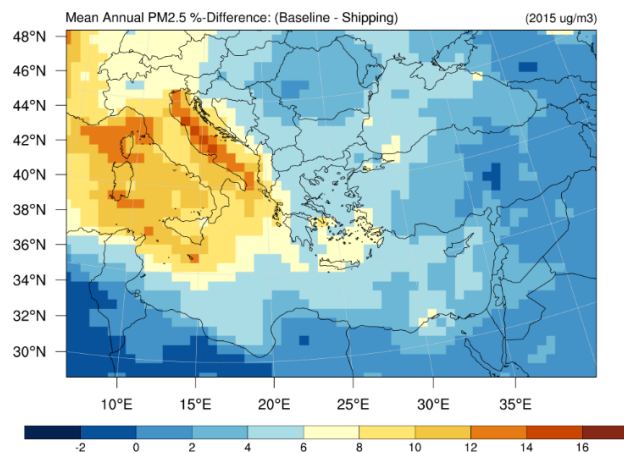 Mean Annual PM2.5 %-Difference: (Baseline - Shipping) (2015 ug/m3)
48°N
46°N
44°N
42°N
40°N
38°N
36°N
34°N
32°N
30°N
10°E 15°E 20°E 25°E 30°E 35°E
-2 0 2 4 6 8 10 12 14 16